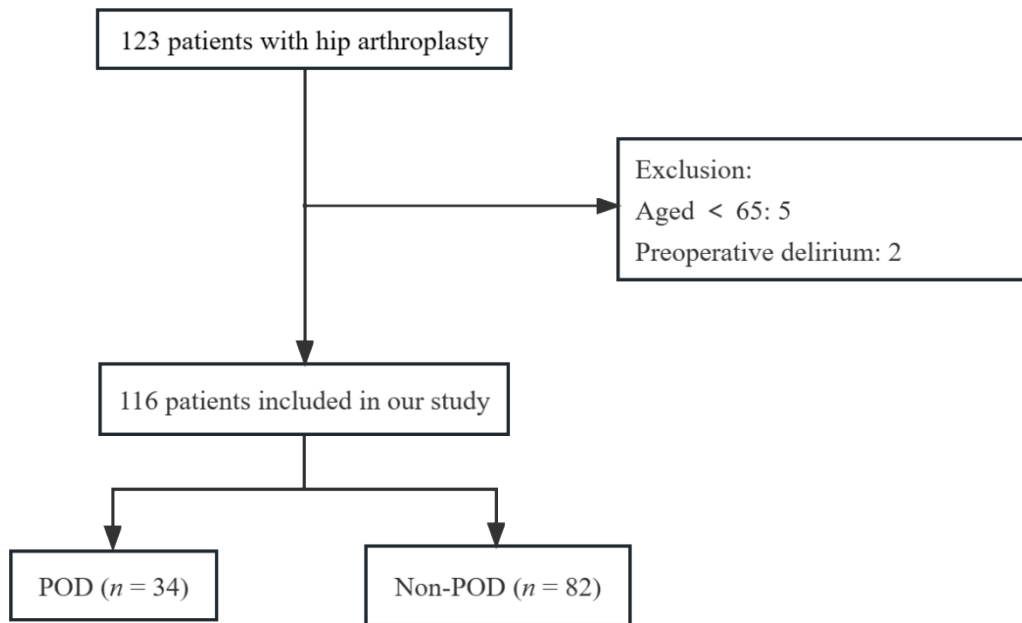 123 patients with hip arthroplasty
Exclusion:
Aged < 65: 5
Preoperative delirium: 2
116 patients included in our study
POD (n = 34)
Non-POD (n = 82)